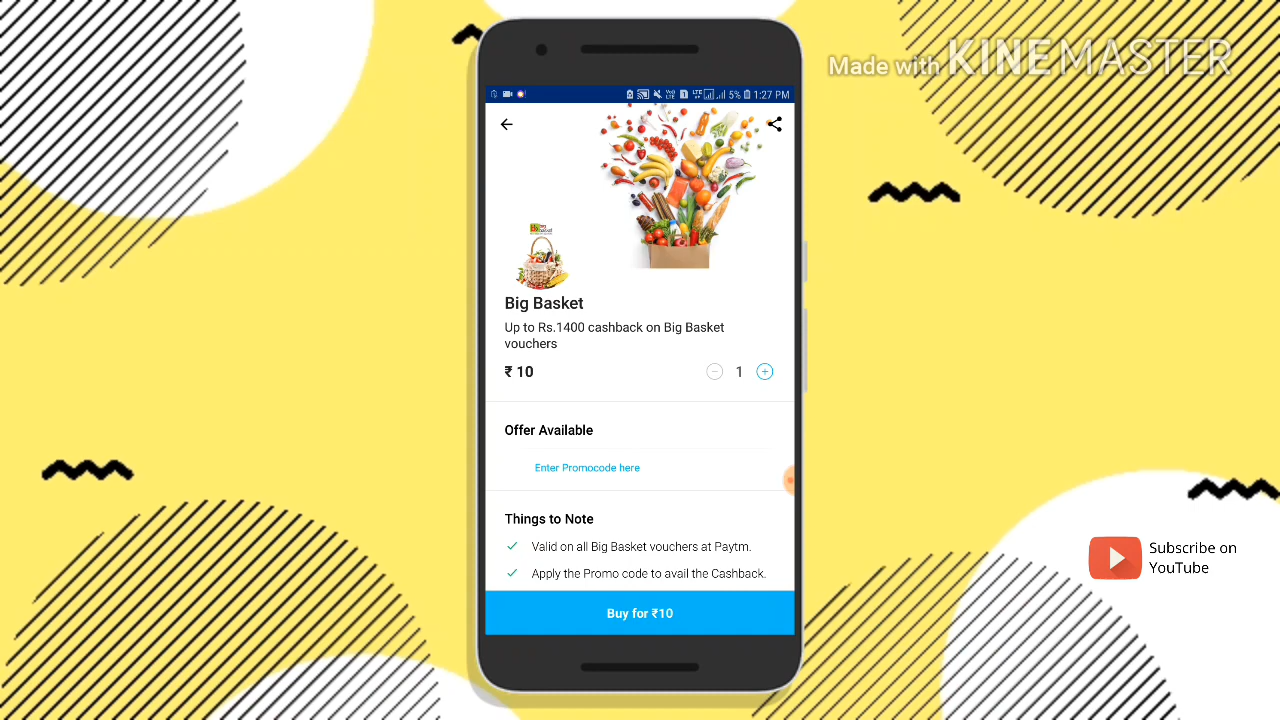 Made with KINEMASTER
5% 1:27 PM
Big Basket
Up to Rs.1400 cashback on Big Basket
vouchers
₹ 10
1
Offer Available
Enter Promocode here
Things to Note
Valid on all Big Basket vouchers at Paytm.
Apply the Promo code to avail the Cashback.
Buy for ₹10
Subscribe on
YouTube